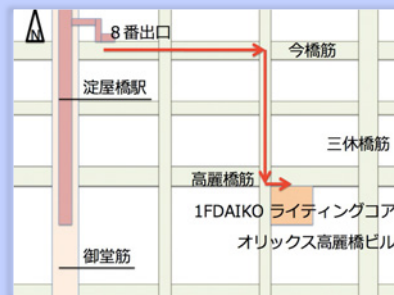 N
8番出口
今橋筋
淀屋橋駅
三休橋筋
高麗橋筋
1FDAIKO ライティングコア
オリックス高麗橋ビル
御堂筋